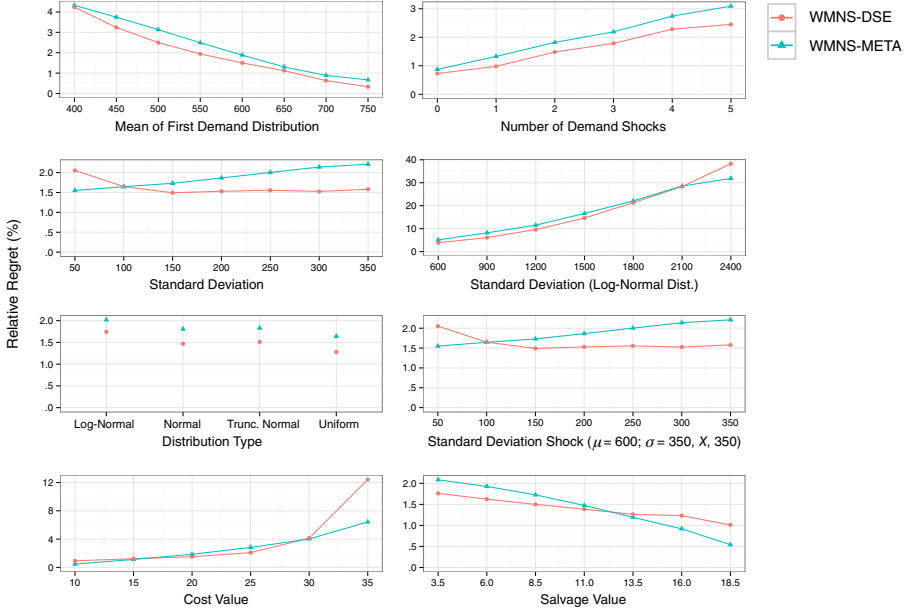 WMNS-DSE
WMNS-META
Relative Regret (%)
4
3
2
1
0
400 450 500 550 600 650 700 750
Mean of First Demand Distribution
3
2
1
0
0 1 2 3 4 5
Number of Demand Shocks
2.0
1.5
1.0
.5
.0
50 100 150 200 250 300 350
Standard Deviation
40
30
20
10
0
600 900 1200 1500 1800 2100 2400
Standard Deviation (Log-Normal Dist.)
2.0
1.5
1.0
.5
.0
Log-Normal Normal Trunc. Normal Uniform
Distribution Type
2.0
1.5
1.0
.5
.0
50 100 150 200 250 300 350
Standard Deviation Shock (μ = 600; σ = 350, X, 350)
12
8
4
0
10 15 20 25 30 35
Cost Value
2.0
1.5
1.0
.5
.0
3.5 6.0 8.5 11.0 13.5 16.0 18.5
Salvage Value